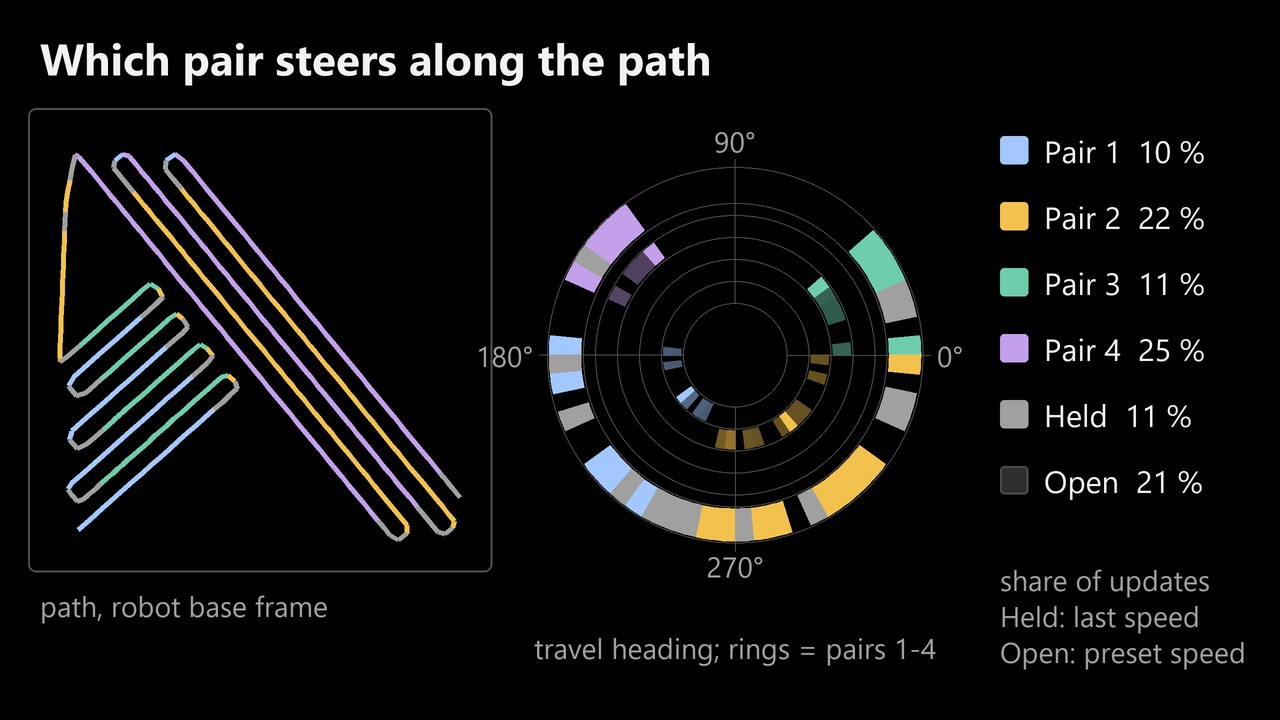 Which pair steers along the path
90°
180°
0°
270°
Pair 1 10 %
Pair 2 22 %
Pair 3 11 %
Pair 4 25 %
Held 11 %
Open 21 %
path, robot base frame
travel heading; rings = pairs 1-4
share of updates
Held: last speed
Open: preset speed